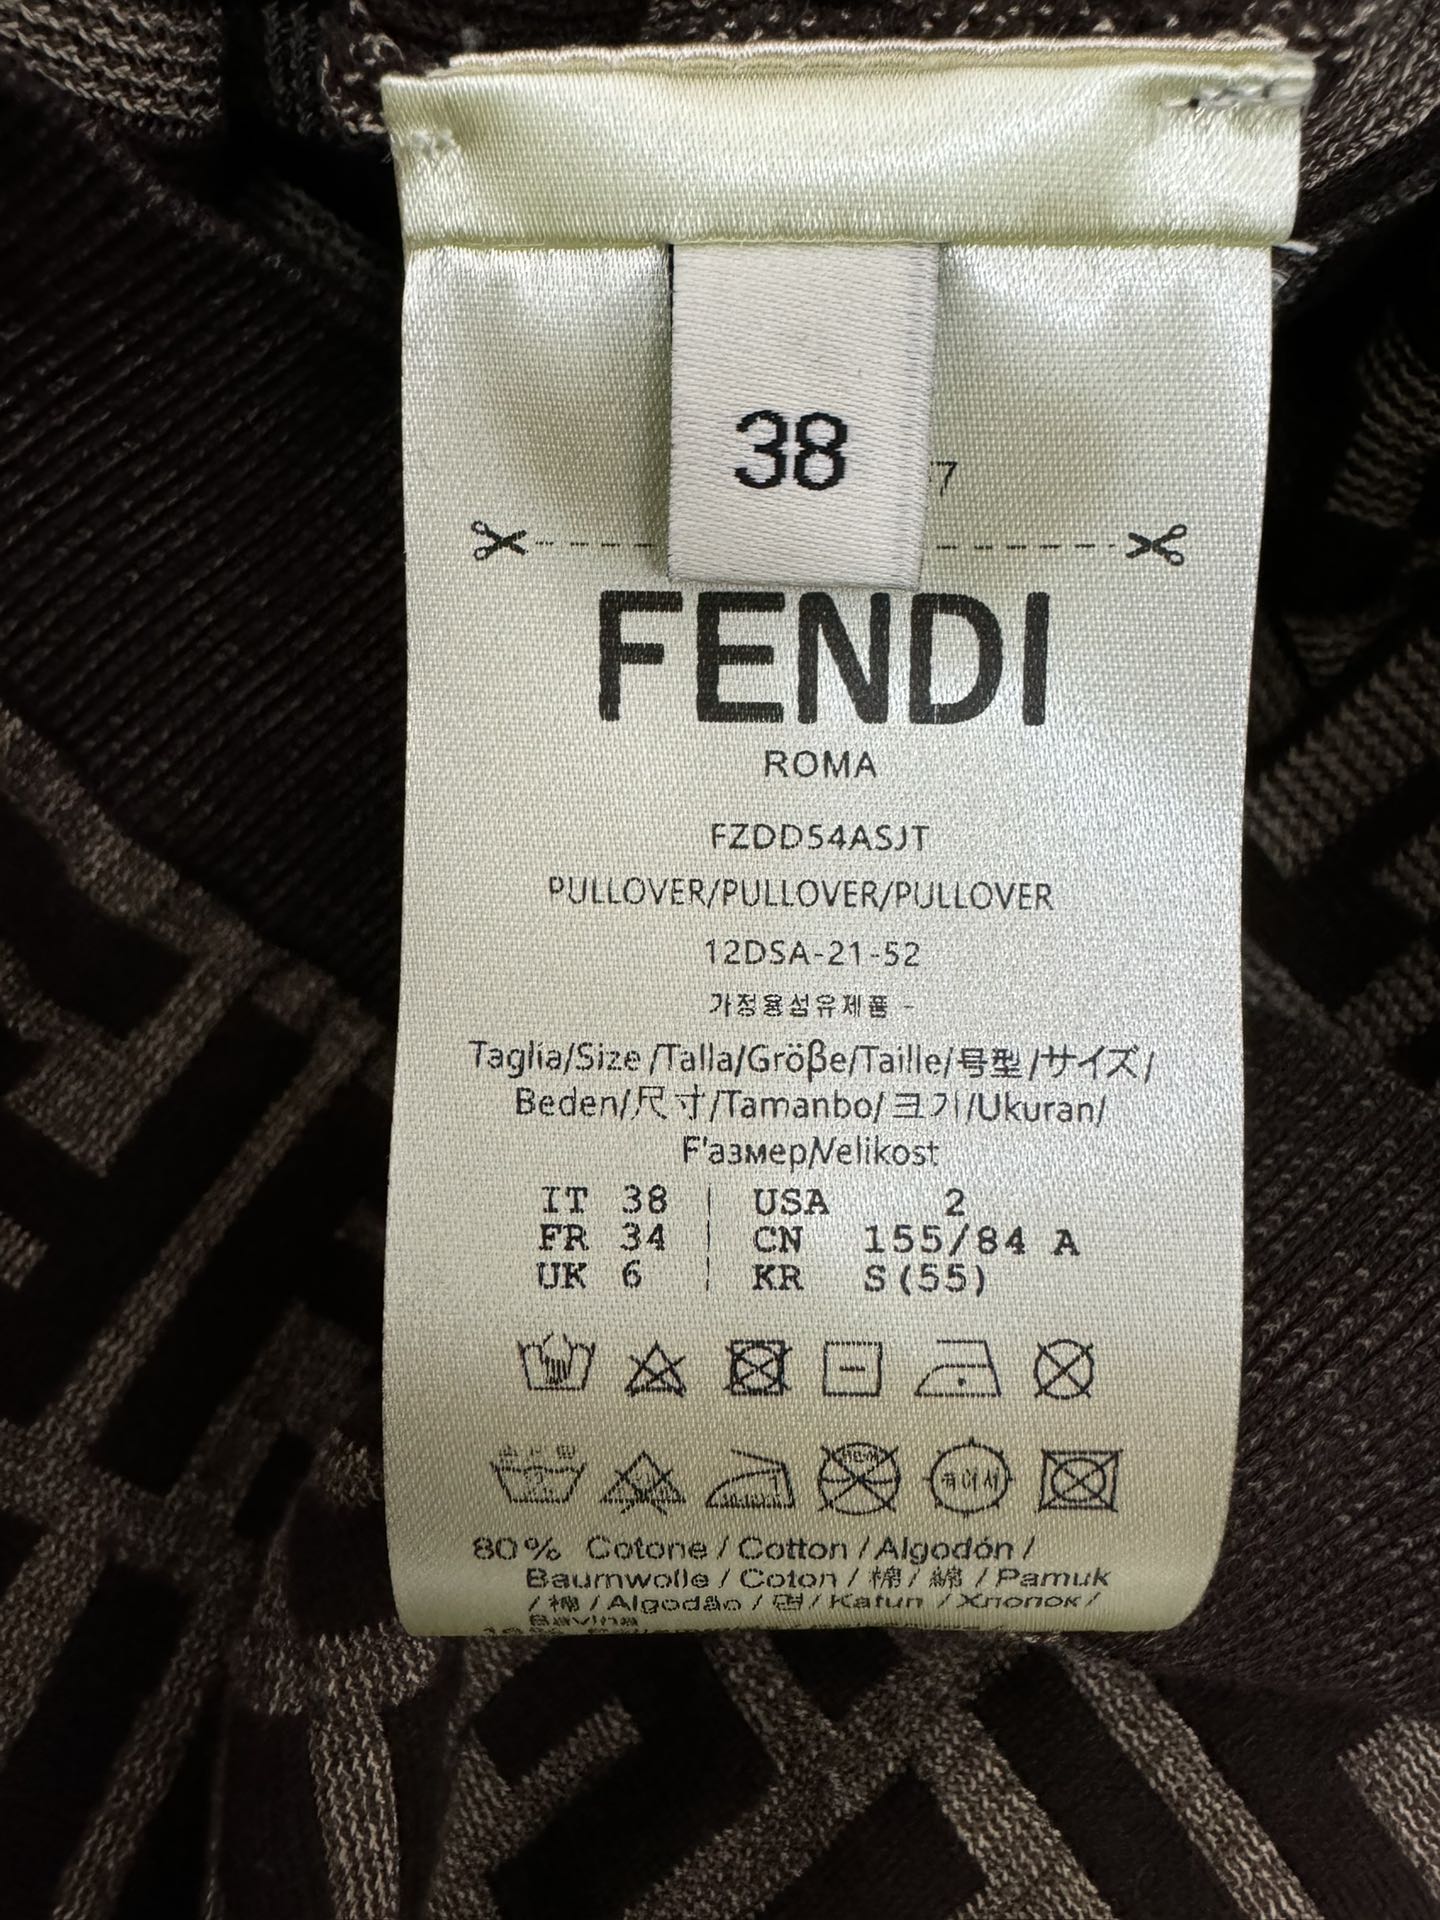 38
7
FENDI
ROMA
FZDD54ASJT
PULLOVER/PULLOVER/PULLOVER
12DSA-21-52
가정용섬유제품 -
Taglia/Size/Talla/Größe/Taille/号型/サイズ/
Beden/尺寸/Tamanbo/크기/Ukuran/
F'азмер/Velikost
IT 38 | USA 2
FR 34 | CN 155/84 A
UK 6 | KR S(55)
80% Cotone / Cotton / Algodón /
Baumwolle / Coton / 棉 / 綿 / Pamuk
/ 棉 / Algodão / 면 / Katun / Хлопок /
Bavlna